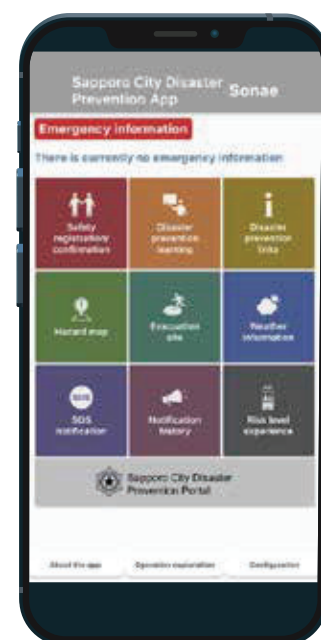 Sapporo City Disaster
Prevention App
Sonae
Emergency information
There is currently no emergency information
Safety
registration/
confirmation
Disaster
prevention
learning
Disaster
prevention
links
Hazard map
Evacuation
site
Weather
information
SOS
SOS
notification
Notification
history
Risk level
experience
Sapporo City Disaster
Prevention Portal
About the app
Operation explanation
Configuration